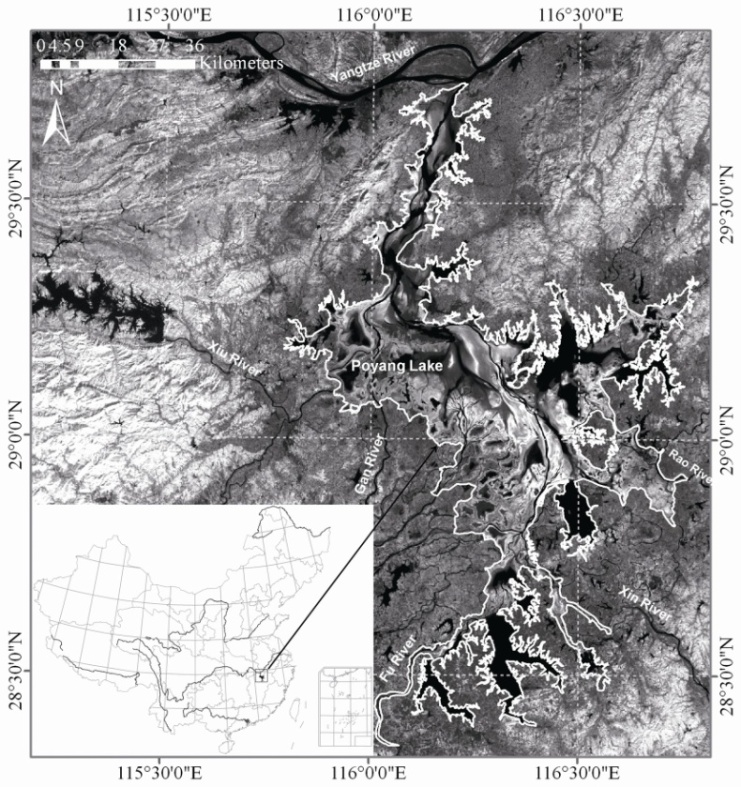 115°30'0"E 116°0'0"E 116°30'0"E
0 4.5 9 18 27 36
Kilometers
N
Yangtze River
29°30'0"N 29°30'0"N
Xiu River
Poyang Lake
29°0'0"N 29°0'0"N
Gan River
Rao River
Xin River
Fu River
28°30'0"N 28°30'0"N
115°30'0"E 116°0'0"E 116°30'0"E